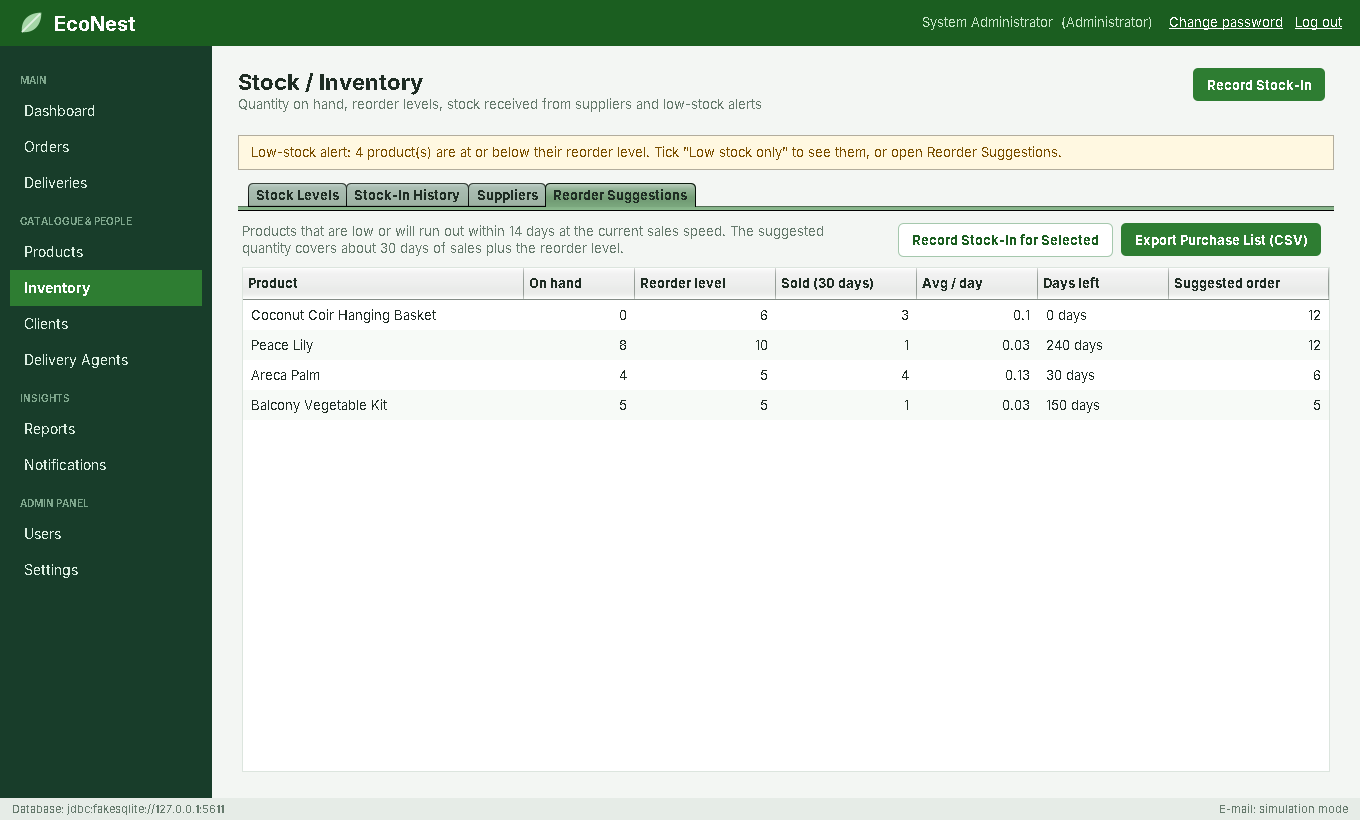 EcoNest
System Administrator (Administrator) Change password Log out
MAIN
Dashboard
Orders
Deliveries
CATALOGUE & PEOPLE
Products
Inventory
Clients
Delivery Agents
INSIGHTS
Reports
Notifications
ADMIN PANEL
Users
Settings
Stock / Inventory
Quantity on hand, reorder levels, stock received from suppliers and low-stock alerts
Record Stock-In
Low-stock alert: 4 product(s) are at or below their reorder level. Tick "Low stock only" to see them, or open Reorder Suggestions.
Stock Levels Stock-In History Suppliers Reorder Suggestions
Products that are low or will run out within 14 days at the current sales speed. The suggested
quantity covers about 30 days of sales plus the reorder level.
Record Stock-In for Selected Export Purchase List (CSV)
Product On hand Reorder level Sold (30 days) Avg / day Days left Suggested order
Coconut Coir Hanging Basket 0 6 3 0.1 0 days 12
Peace Lily 8 10 1 0.03 240 days 12
Areca Palm 4 5 4 0.13 30 days 6
Balcony Vegetable Kit 5 5 1 0.03 150 days 5
Database: jdbc:fakesqlite://127.0.0.1:5611
E-mail: simulation mode